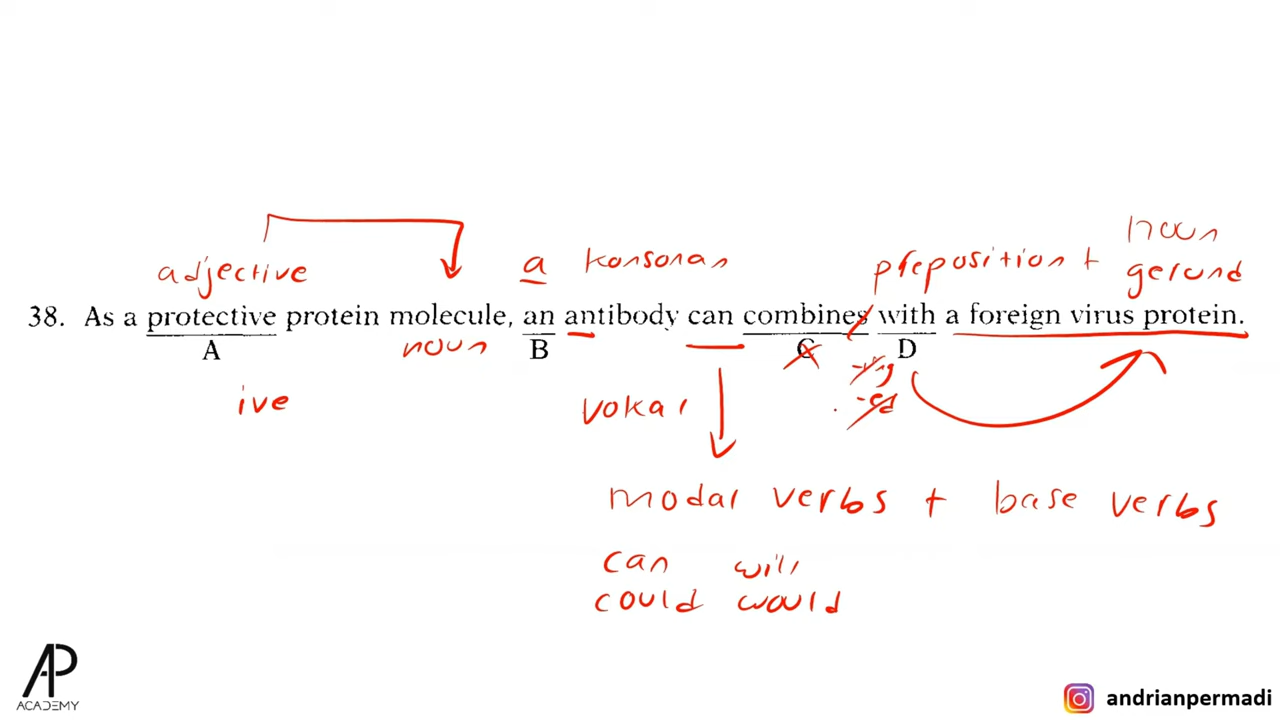 noun
adjective a konsonan preposition + gerund
38. As a protective protein molecule, an antibody can combines with a foreign virus protein.
A noun B C D
-ing
ive vokal -ed
modal verbs + base verbs
can will
could would
AP
ACADEMY
andrianpermadi